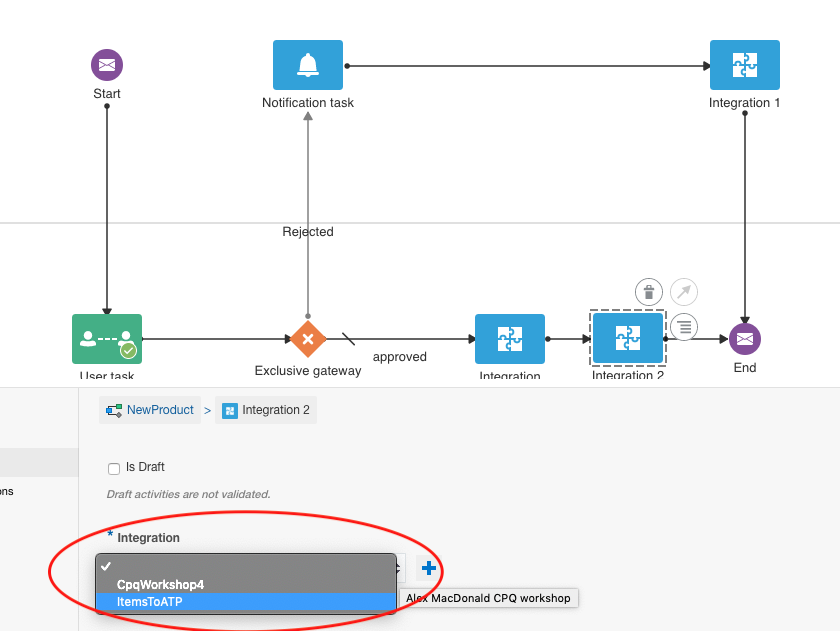 Start
Notification task
Integration 1
Rejected
approved
Exclusive gateway
User task
Integration
Integration 2
End
NewProduct > Integration 2
Is Draft
ons
Draft activities are not validated.
* Integration
CpqWorkshop4
ItemsToATP
Alex MacDonald CPQ workshop